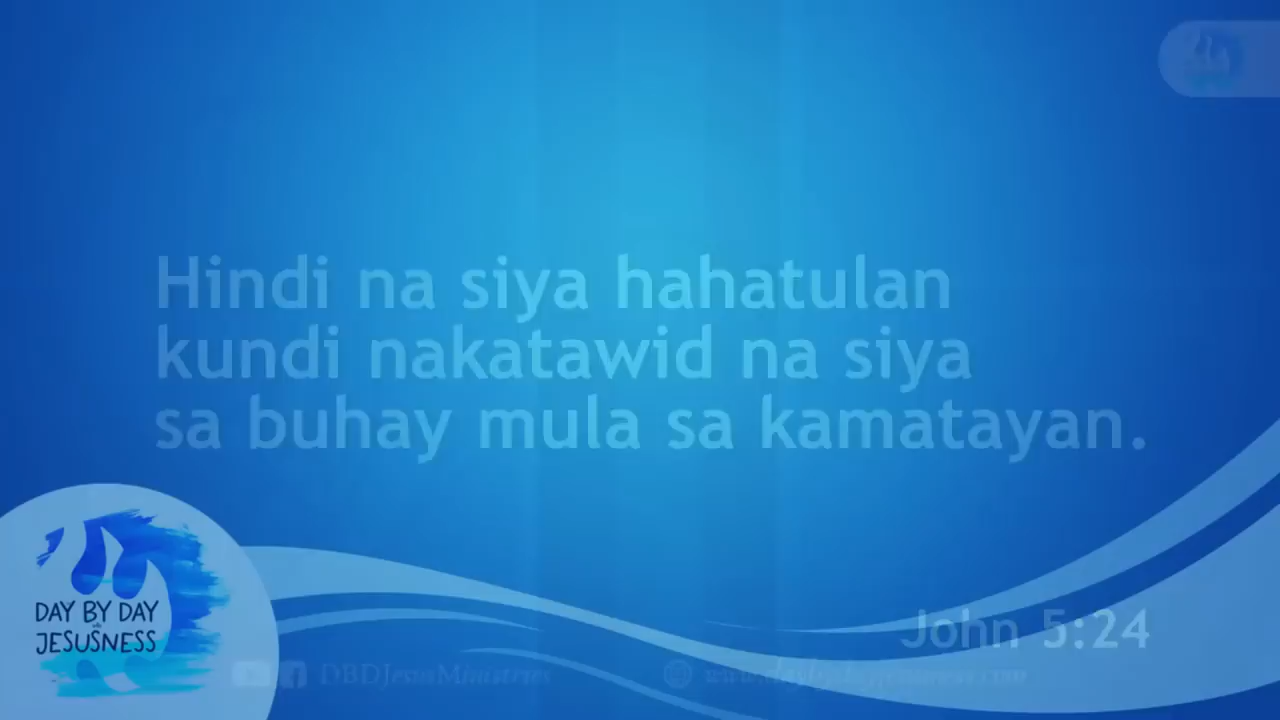 Hindi na siya hahatulan
kundi nakatawid na siya
sa buhay mula sa kamatayan.
John 5:24
DAY BY DAY
JESUSNESS
DBDJesusMinistries